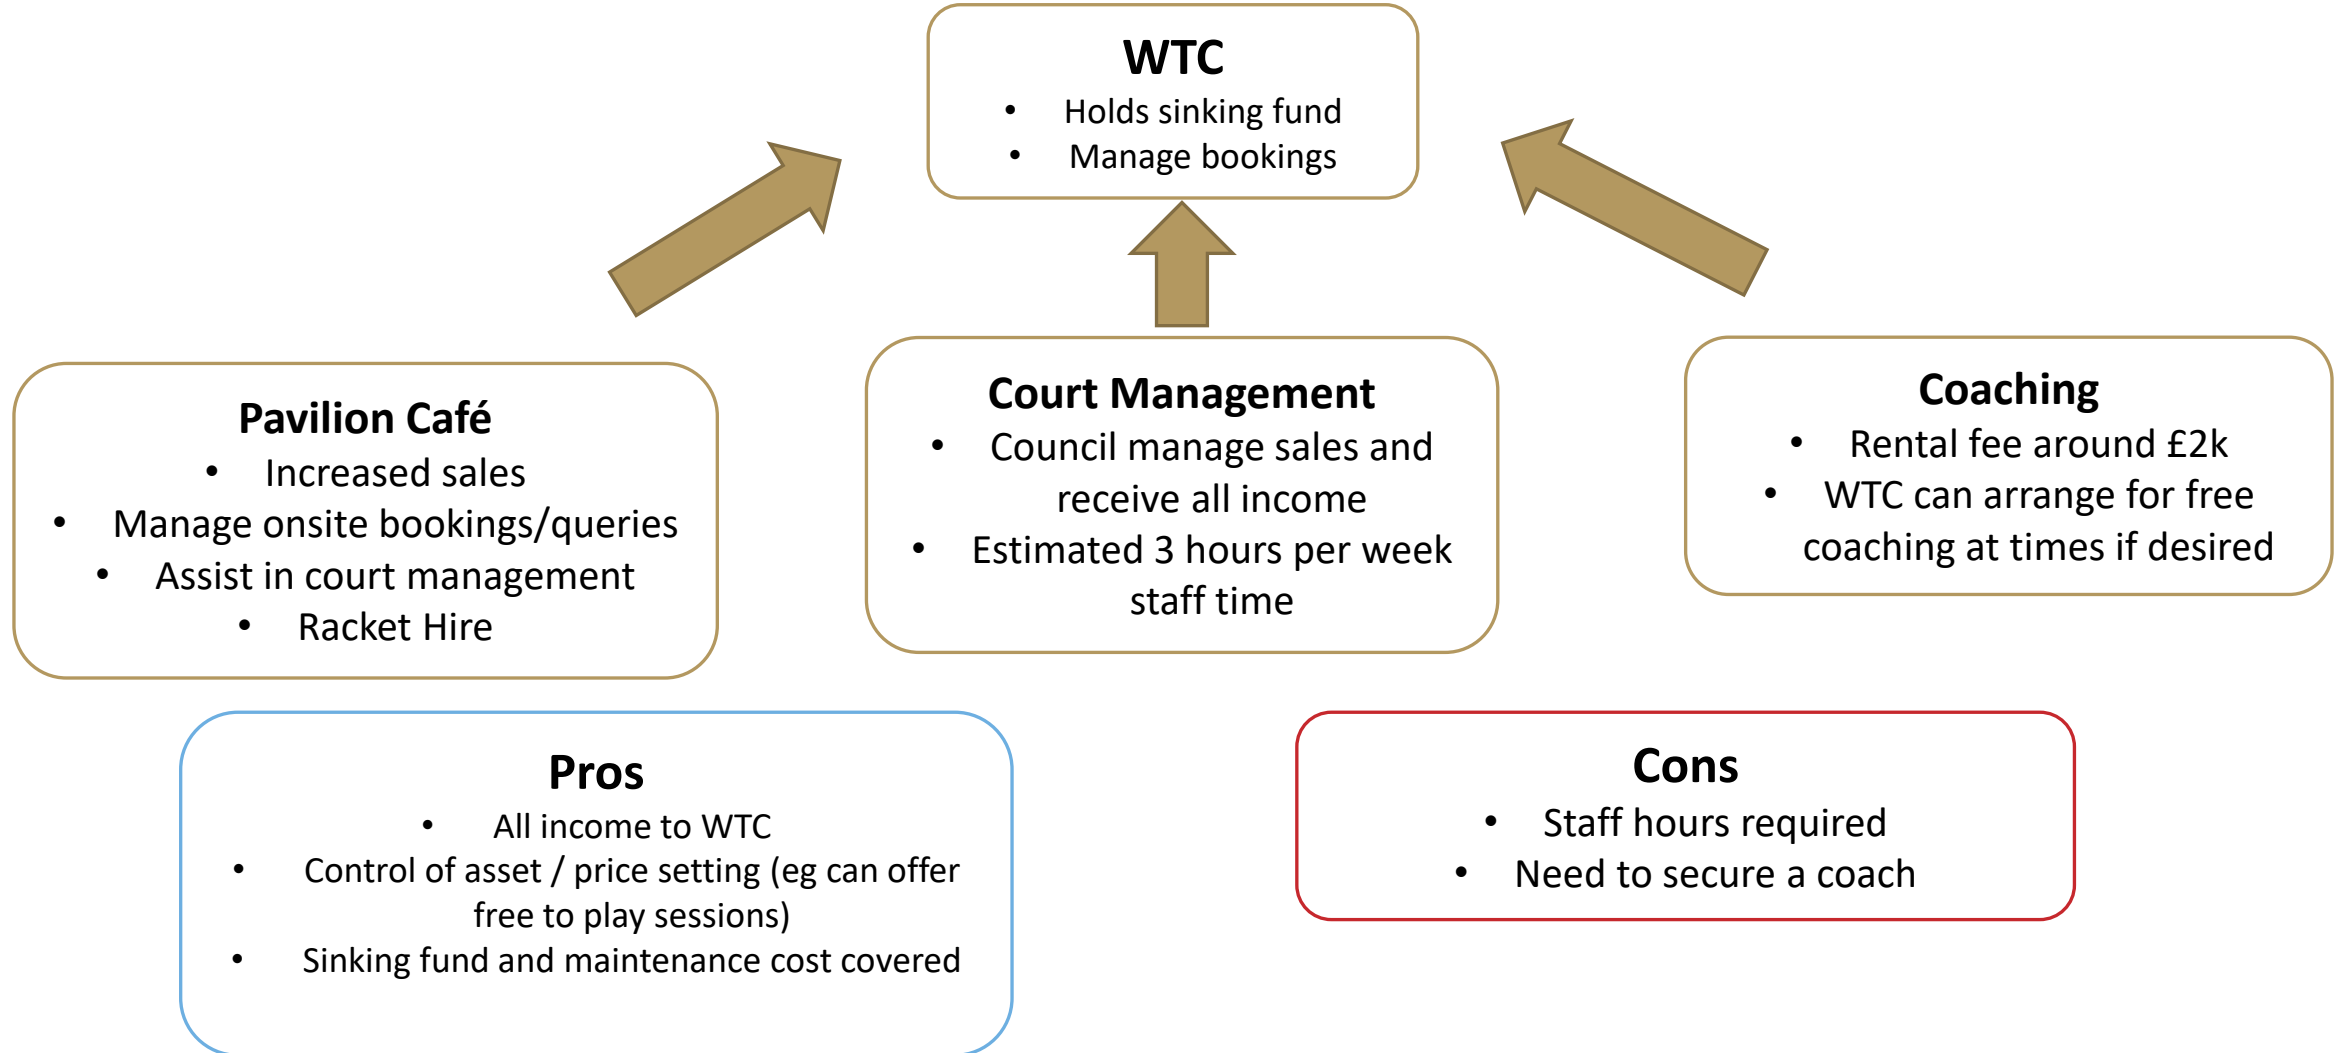 WTC
• Holds sinking fund
• Manage bookings
Pavilion Café
• Increased sales
• Manage onsite bookings/queries
• Assist in court management
• Racket Hire
Court Management
• Council manage sales and
receive all income
• Estimated 3 hours per week
staff time
Coaching
• Rental fee around £2k
• WTC can arrange for free
coaching at times if desired
Pros
• All income to WTC
• Control of asset / price setting (eg can offer
free to play sessions)
• Sinking fund and maintenance cost covered
Cons
• Staff hours required
• Need to secure a coach